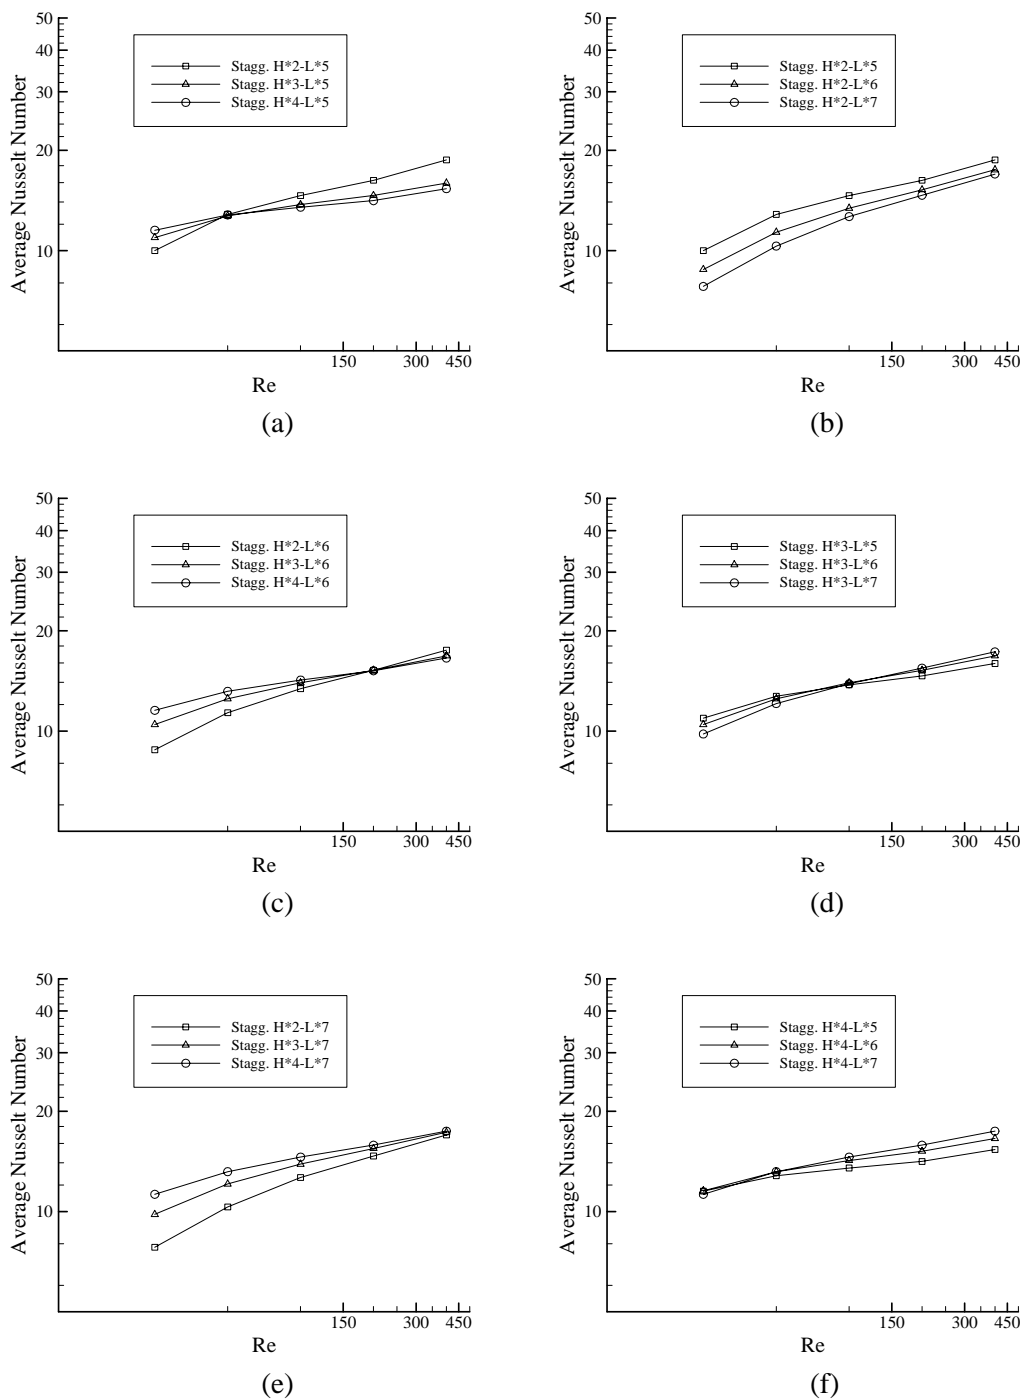 50
40
30
20
10
Average Nusselt Number
Stagg. H*2-L*5
Stagg. H*3-L*5
Stagg. H*4-L*5
150 300 450
Re
(a)
50
40
30
20
10
Average Nusselt Number
Stagg. H*2-L*5
Stagg. H*2-L*6
Stagg. H*2-L*7
150 300 450
Re
(b)
50
40
30
20
10
Average Nusselt Number
Stagg. H*2-L*6
Stagg. H*3-L*6
Stagg. H*4-L*6
150 300 450
Re
(c)
50
40
30
20
10
Average Nusselt Number
Stagg. H*3-L*5
Stagg. H*3-L*6
Stagg. H*3-L*7
150 300 450
Re
(d)
50
40
30
20
10
Average Nusselt Number
Stagg. H*2-L*7
Stagg. H*3-L*7
Stagg. H*4-L*7
150 300 450
Re
(e)
50
40
30
20
10
Average Nusselt Number
Stagg. H*4-L*5
Stagg. H*4-L*6
Stagg. H*4-L*7
150 300 450
Re
(f)